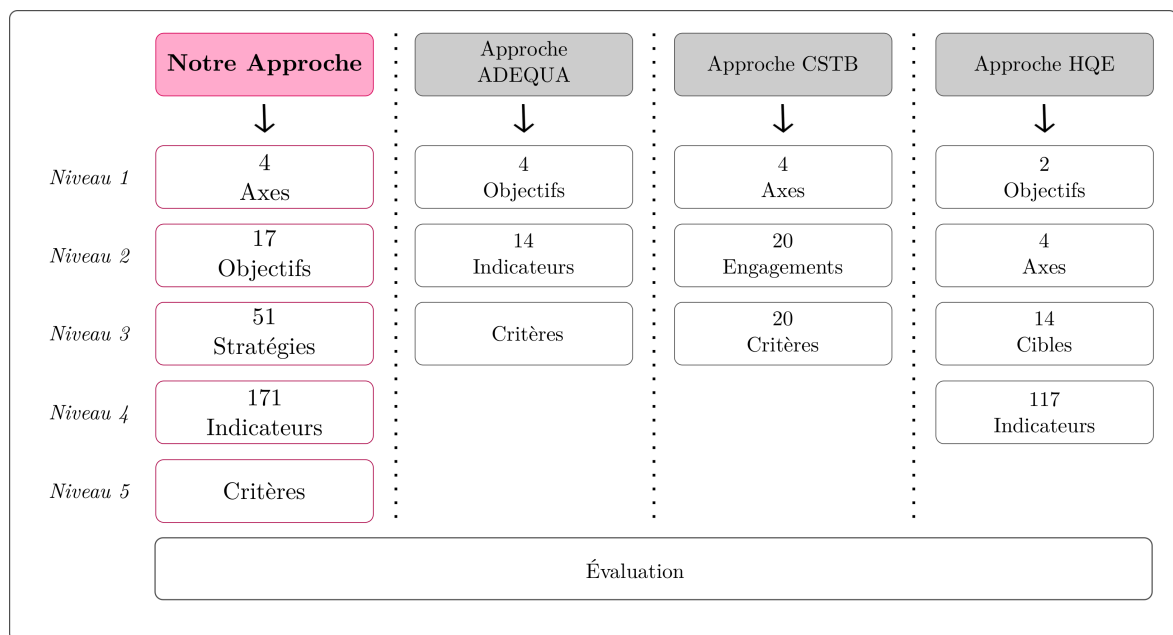 Notre Approche
Approche
ADEQUA
Approche CSTB
Approche HQE
Niveau 1
4
Axes
4
Objectifs
4
Axes
2
Objectifs
Niveau 2
17
Objectifs
14
Indicateurs
20
Engagements
4
Axes
Niveau 3
51
Stratégies
Critères
20
Critères
14
Cibles
Niveau 4
171
Indicateurs
117
Indicateurs
Niveau 5
Critères
Évaluation